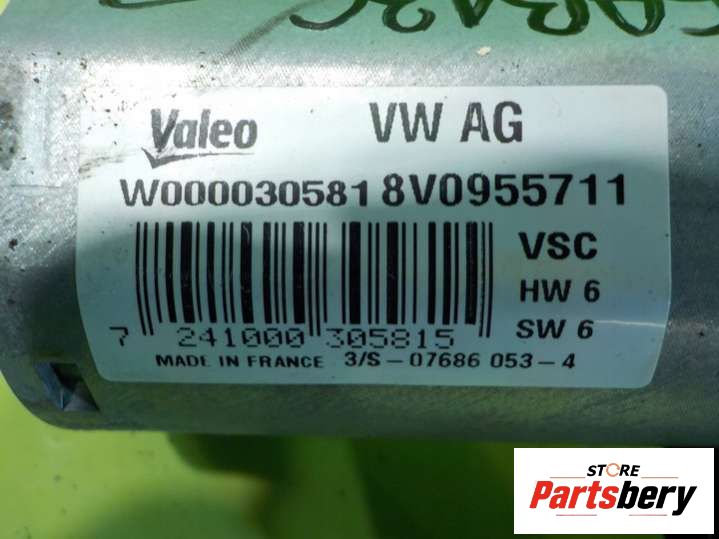 Valeo VW AG
W000030581 8V0955711
VSC
HW 6
7 241000 305815 SW 6
MADE IN FRANCE 3/S-07686 053-4
STORE
Partsbery